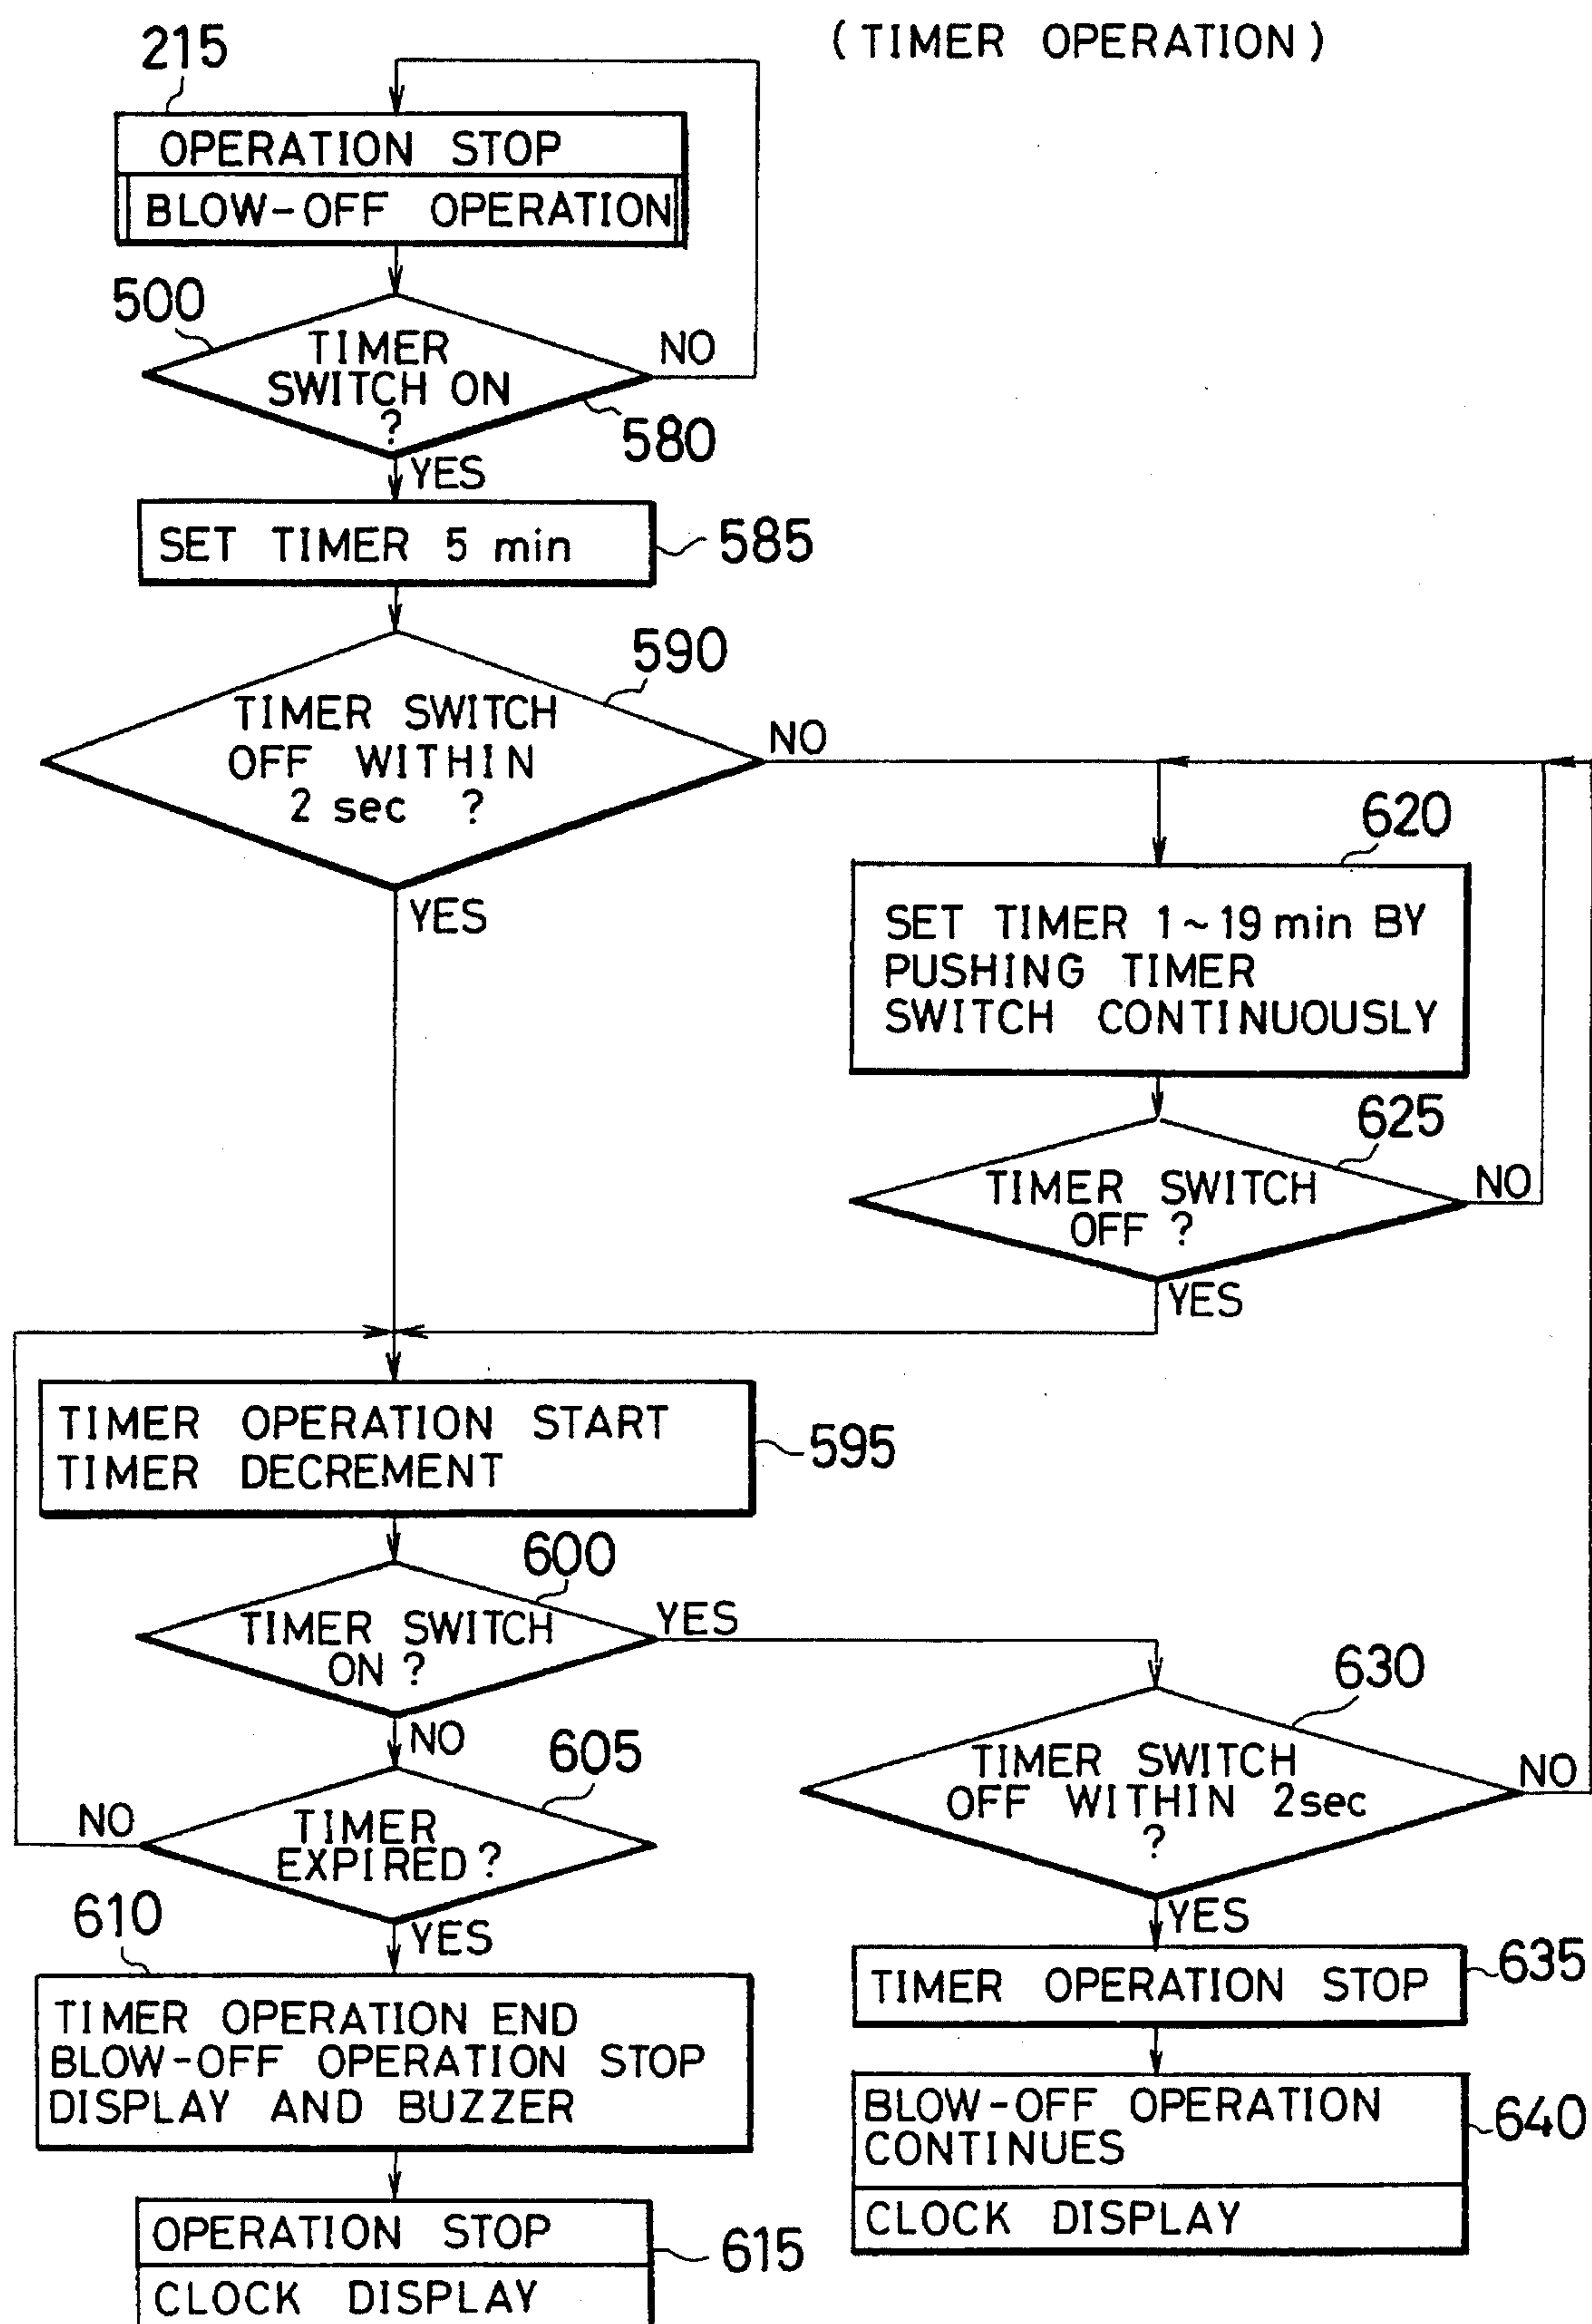 (TIMER OPERATION)
215
OPERATION STOP
BLOW-OFF OPERATION
500
TIMER
SWITCH ON
?
NO
580
YES
SET TIMER 5 min
585
590
TIMER SWITCH
OFF WITHIN
2 sec ?
NO
YES
620
SET TIMER 1~19 min BY
PUSHING TIMER
SWITCH CONTINUOUSLY
625
TIMER SWITCH
OFF ?
NO
YES
TIMER OPERATION START
TIMER DECREMENT
595
600
TIMER SWITCH
ON ?
YES
NO
630
TIMER SWITCH
OFF WITHIN 2sec
?
NO
YES
605
TIMER
EXPIRED ?
NO
YES
610
TIMER OPERATION END
BLOW-OFF OPERATION STOP
DISPLAY AND BUZZER
TIMER OPERATION STOP
635
BLOW-OFF OPERATION
CONTINUES
640
CLOCK DISPLAY
OPERATION STOP
615
CLOCK DISPLAY